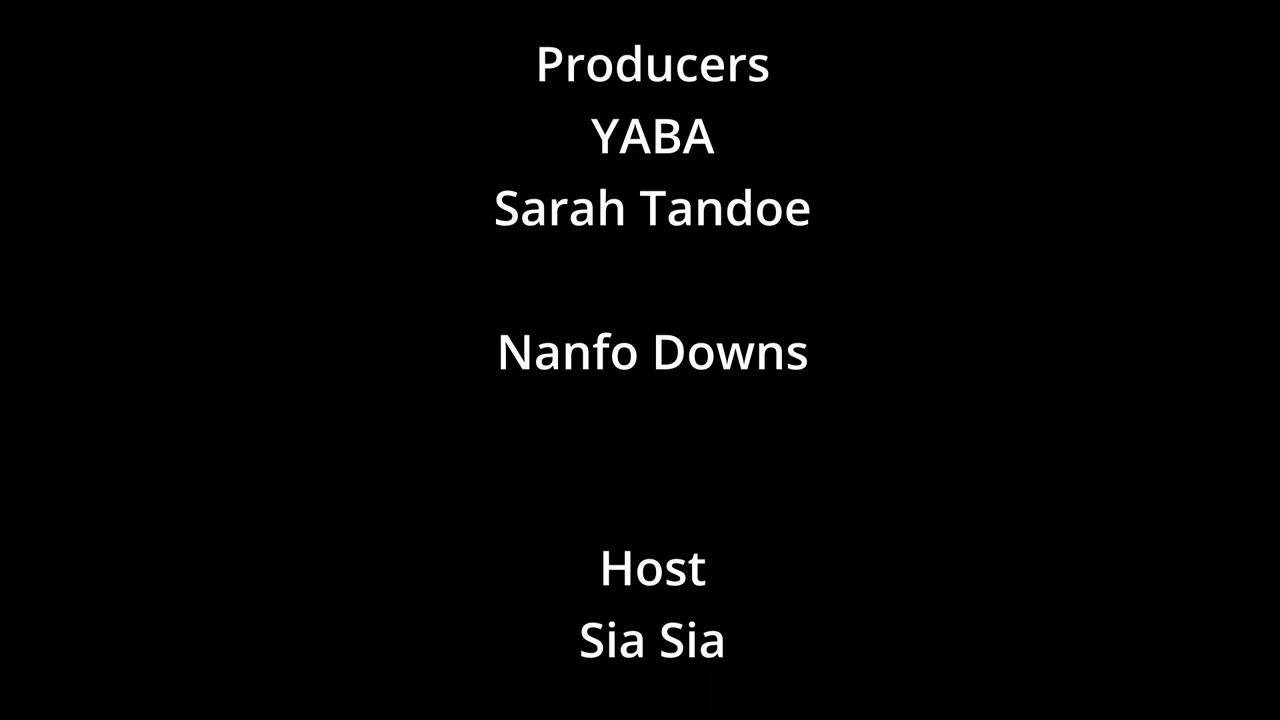 Producers
YABA
Sarah Tandoe
Nanfo Downs
Host
Sia Sia